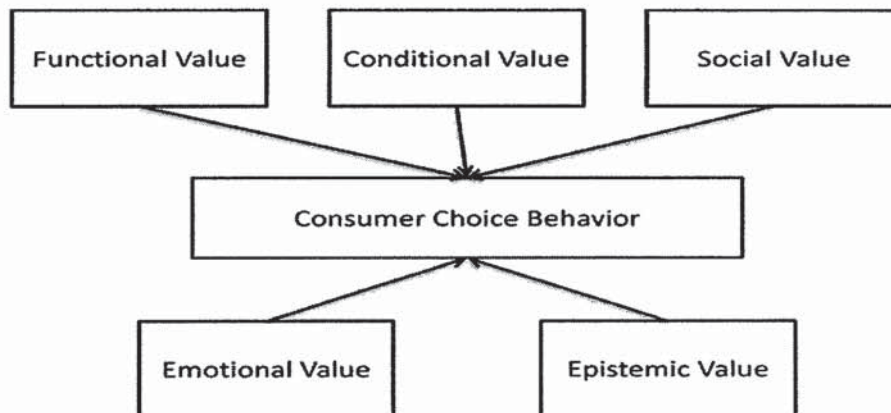 Functional Value
Conditional Value
Social Value
Consumer Choice Behavior
Emotional Value
Epistemic Value